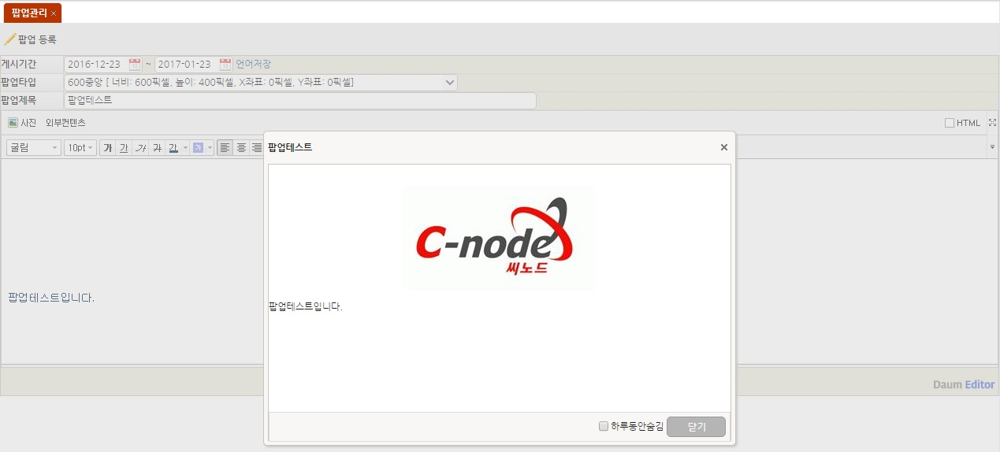 팝업관리 ×
팝업 등록
게시기간 2016-12-23 ~ 2017-01-23 언어저장
팝업타입 600중앙 [ 너비: 600픽셀, 높이: 400픽셀, X좌표: 0픽셀, Y좌표: 0픽셀]
팝업제목 팝업테스트
사진 외부컨텐츠 HTML
굴림 10pt 가 가 가 가 가 가
팝업테스트입니다.
Daum Editor
팝업테스트 ×
C-node
씨노드
팝업테스트입니다.
하루동안숨김 닫기